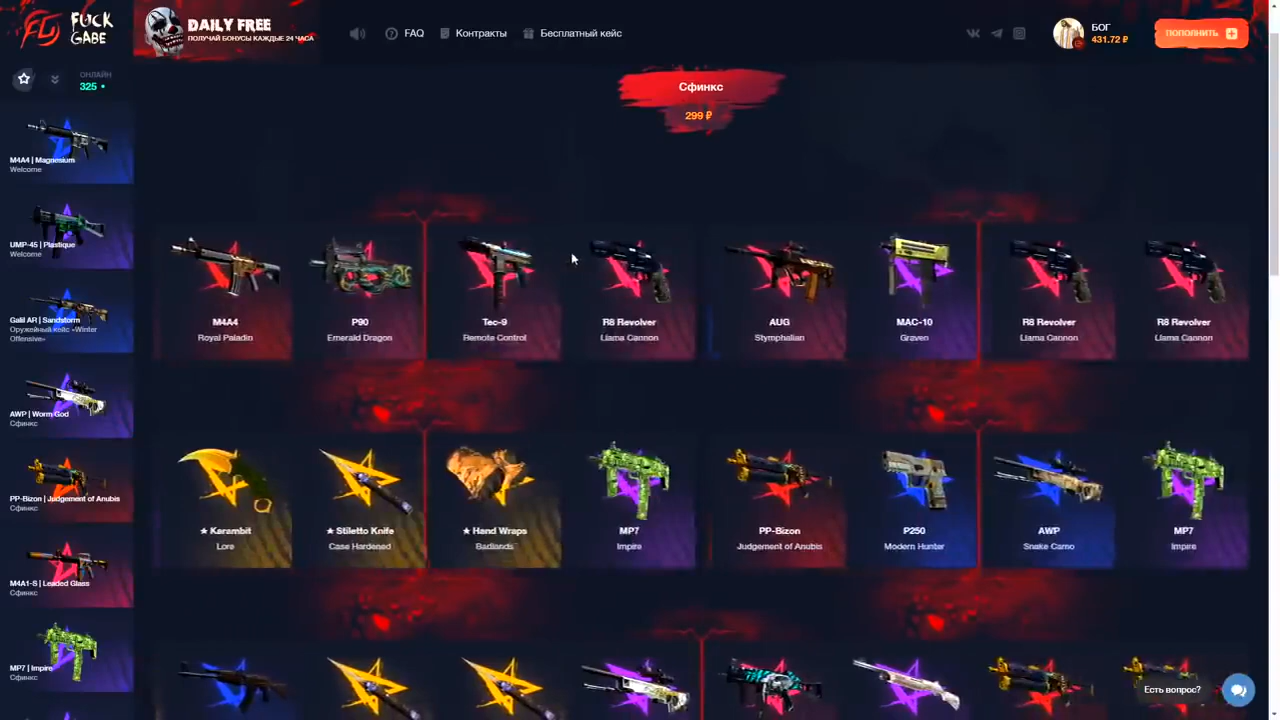 FUCK
GABE
DAILY FREE
ПОЛУЧАЙ БОНУСЫ КАЖДЫЕ 24 ЧАСА
FAQ
Контракты
Бесплатный кейс
БОГ
431.72 ₽
ПОПОЛНИТЬ
ОНЛАЙН
325
Сфинкс
299 ₽
M4A4 | Magnesium
Welcome
UMP-45 | Plastique
Welcome
Galil AR | Sandstorm
Оружейный кейс «Winter
Offensive»
AWP | Worm God
Сфинкс
PP-Bizon | Judgement of Anubis
Сфинкс
M4A1-S | Leaded Glass
Сфинкс
MP7 | Impire
Сфинкс
M4A4
Royal Paladin
P90
Emerald Dragon
Tec-9
Remote Control
R8 Revolver
Llama Cannon
AUG
Stymphalian
MAC-10
Graven
R8 Revolver
Llama Cannon
R8 Revolver
Llama Cannon
★ Karambit
Lore
★ Stiletto Knife
Case Hardened
★ Hand Wraps
Badlands
MP7
Impire
PP-Bizon
Judgement of Anubis
P250
Modern Hunter
AWP
Snake Camo
MP7
Impire
Есть вопрос?